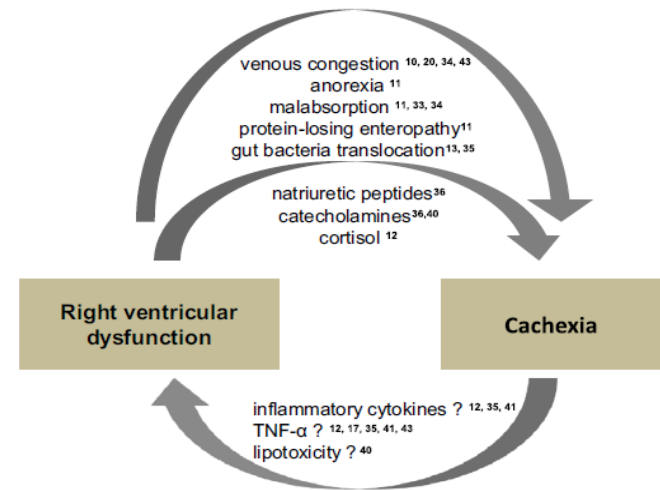 venous congestion 10, 20, 34, 43
anorexia 11
malabsorption 11, 33, 34
protein-losing enteropathy11
gut bacteria translocation13, 35
natriuretic peptides36
catecholamines36,40
cortisol 12
Right ventricular
dysfunction
Cachexia
inflammatory cytokines ? 12, 35, 41
TNF-α ? 12, 17, 35, 41, 43
lipotoxicity ? 40